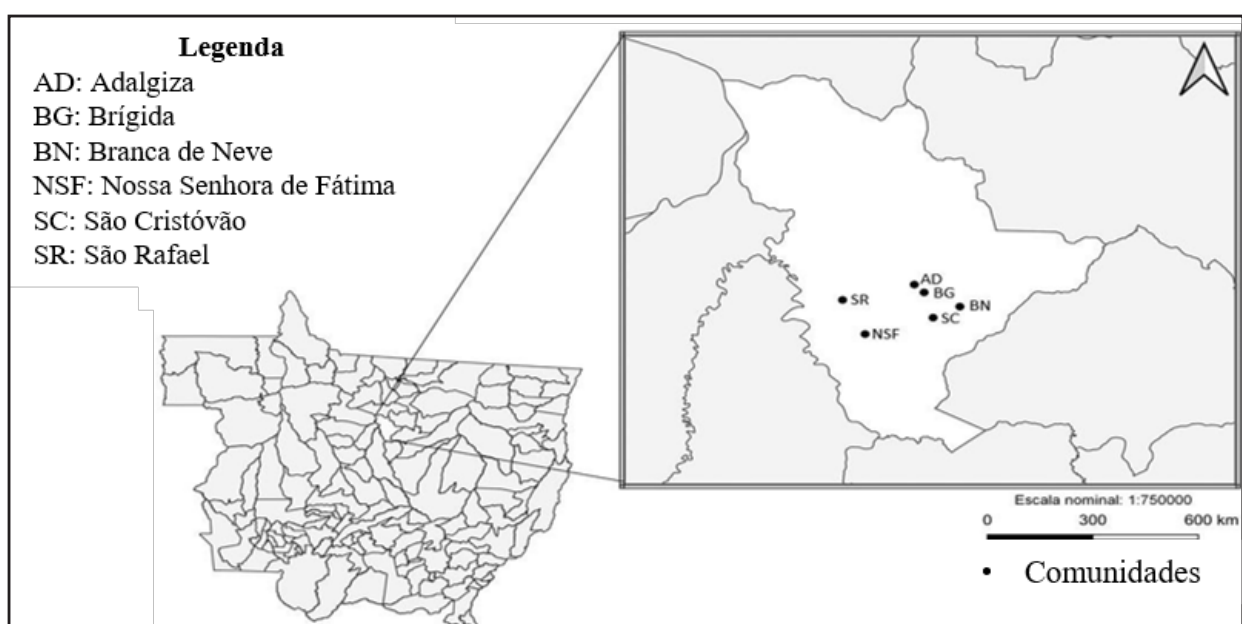 Legenda
AD: Adalgiza
BG: Brígida
BN: Branca de Neve
NSF: Nossa Senhora de Fátima
SC: São Cristóvão
SR: São Rafael
AD
BG
SR
BN
SC
NSF
Escala nominal: 1:750000
0 300 600 km
• Comunidades